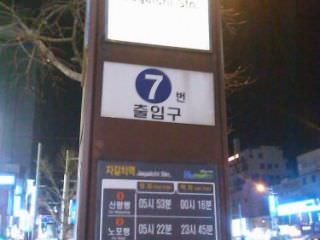 Jagalchi Stn.
7번
출입구
자갈치역 Jagalchi Stn.
신평행 05시 53분 00시 16분
노포행 05시 22분 23시 45분